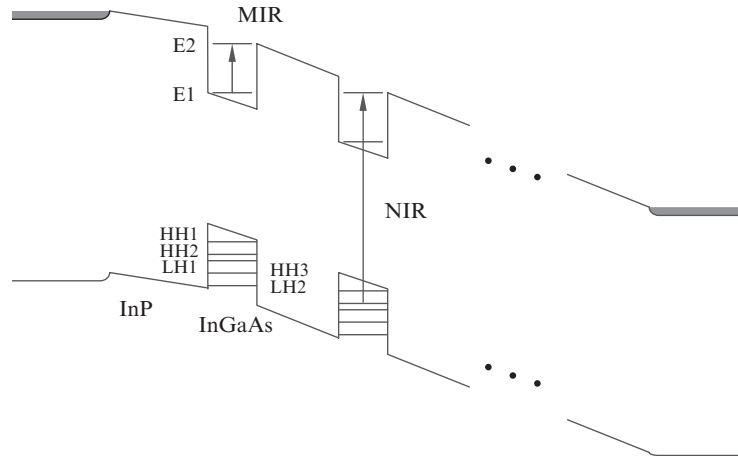 MIR
E2
E1
NIR
HH1
HH2
LH1
HH3
LH2
InP
InGaAs